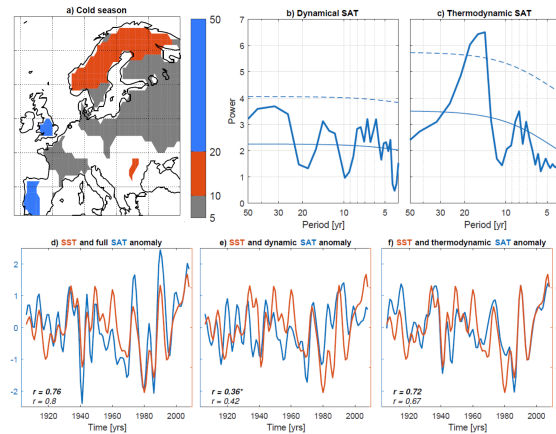 a) Cold season
50
20
10
5
b) Dynamical SAT
Power
7
6
5
4
3
2
1
0
50
40
30
20
10
5
Period [yr]
c) Thermodynamic SAT
50
40
30
20
10
5
Period [yr]
d) SST and full SAT anomaly
2
1
0
-1
-2
r = 0.76
r = 0.8
1920
1940
1960
1980
2000
Time [yrs]
e) SST and dynamic SAT anomaly
r = 0.36*
r = 0.42
1920
1940
1960
1980
2000
Time [yrs]
f) SST and thermodynamic SAT anomaly
r = 0.72
r = 0.67
1920
1940
1960
1980
2000
Time [yrs]